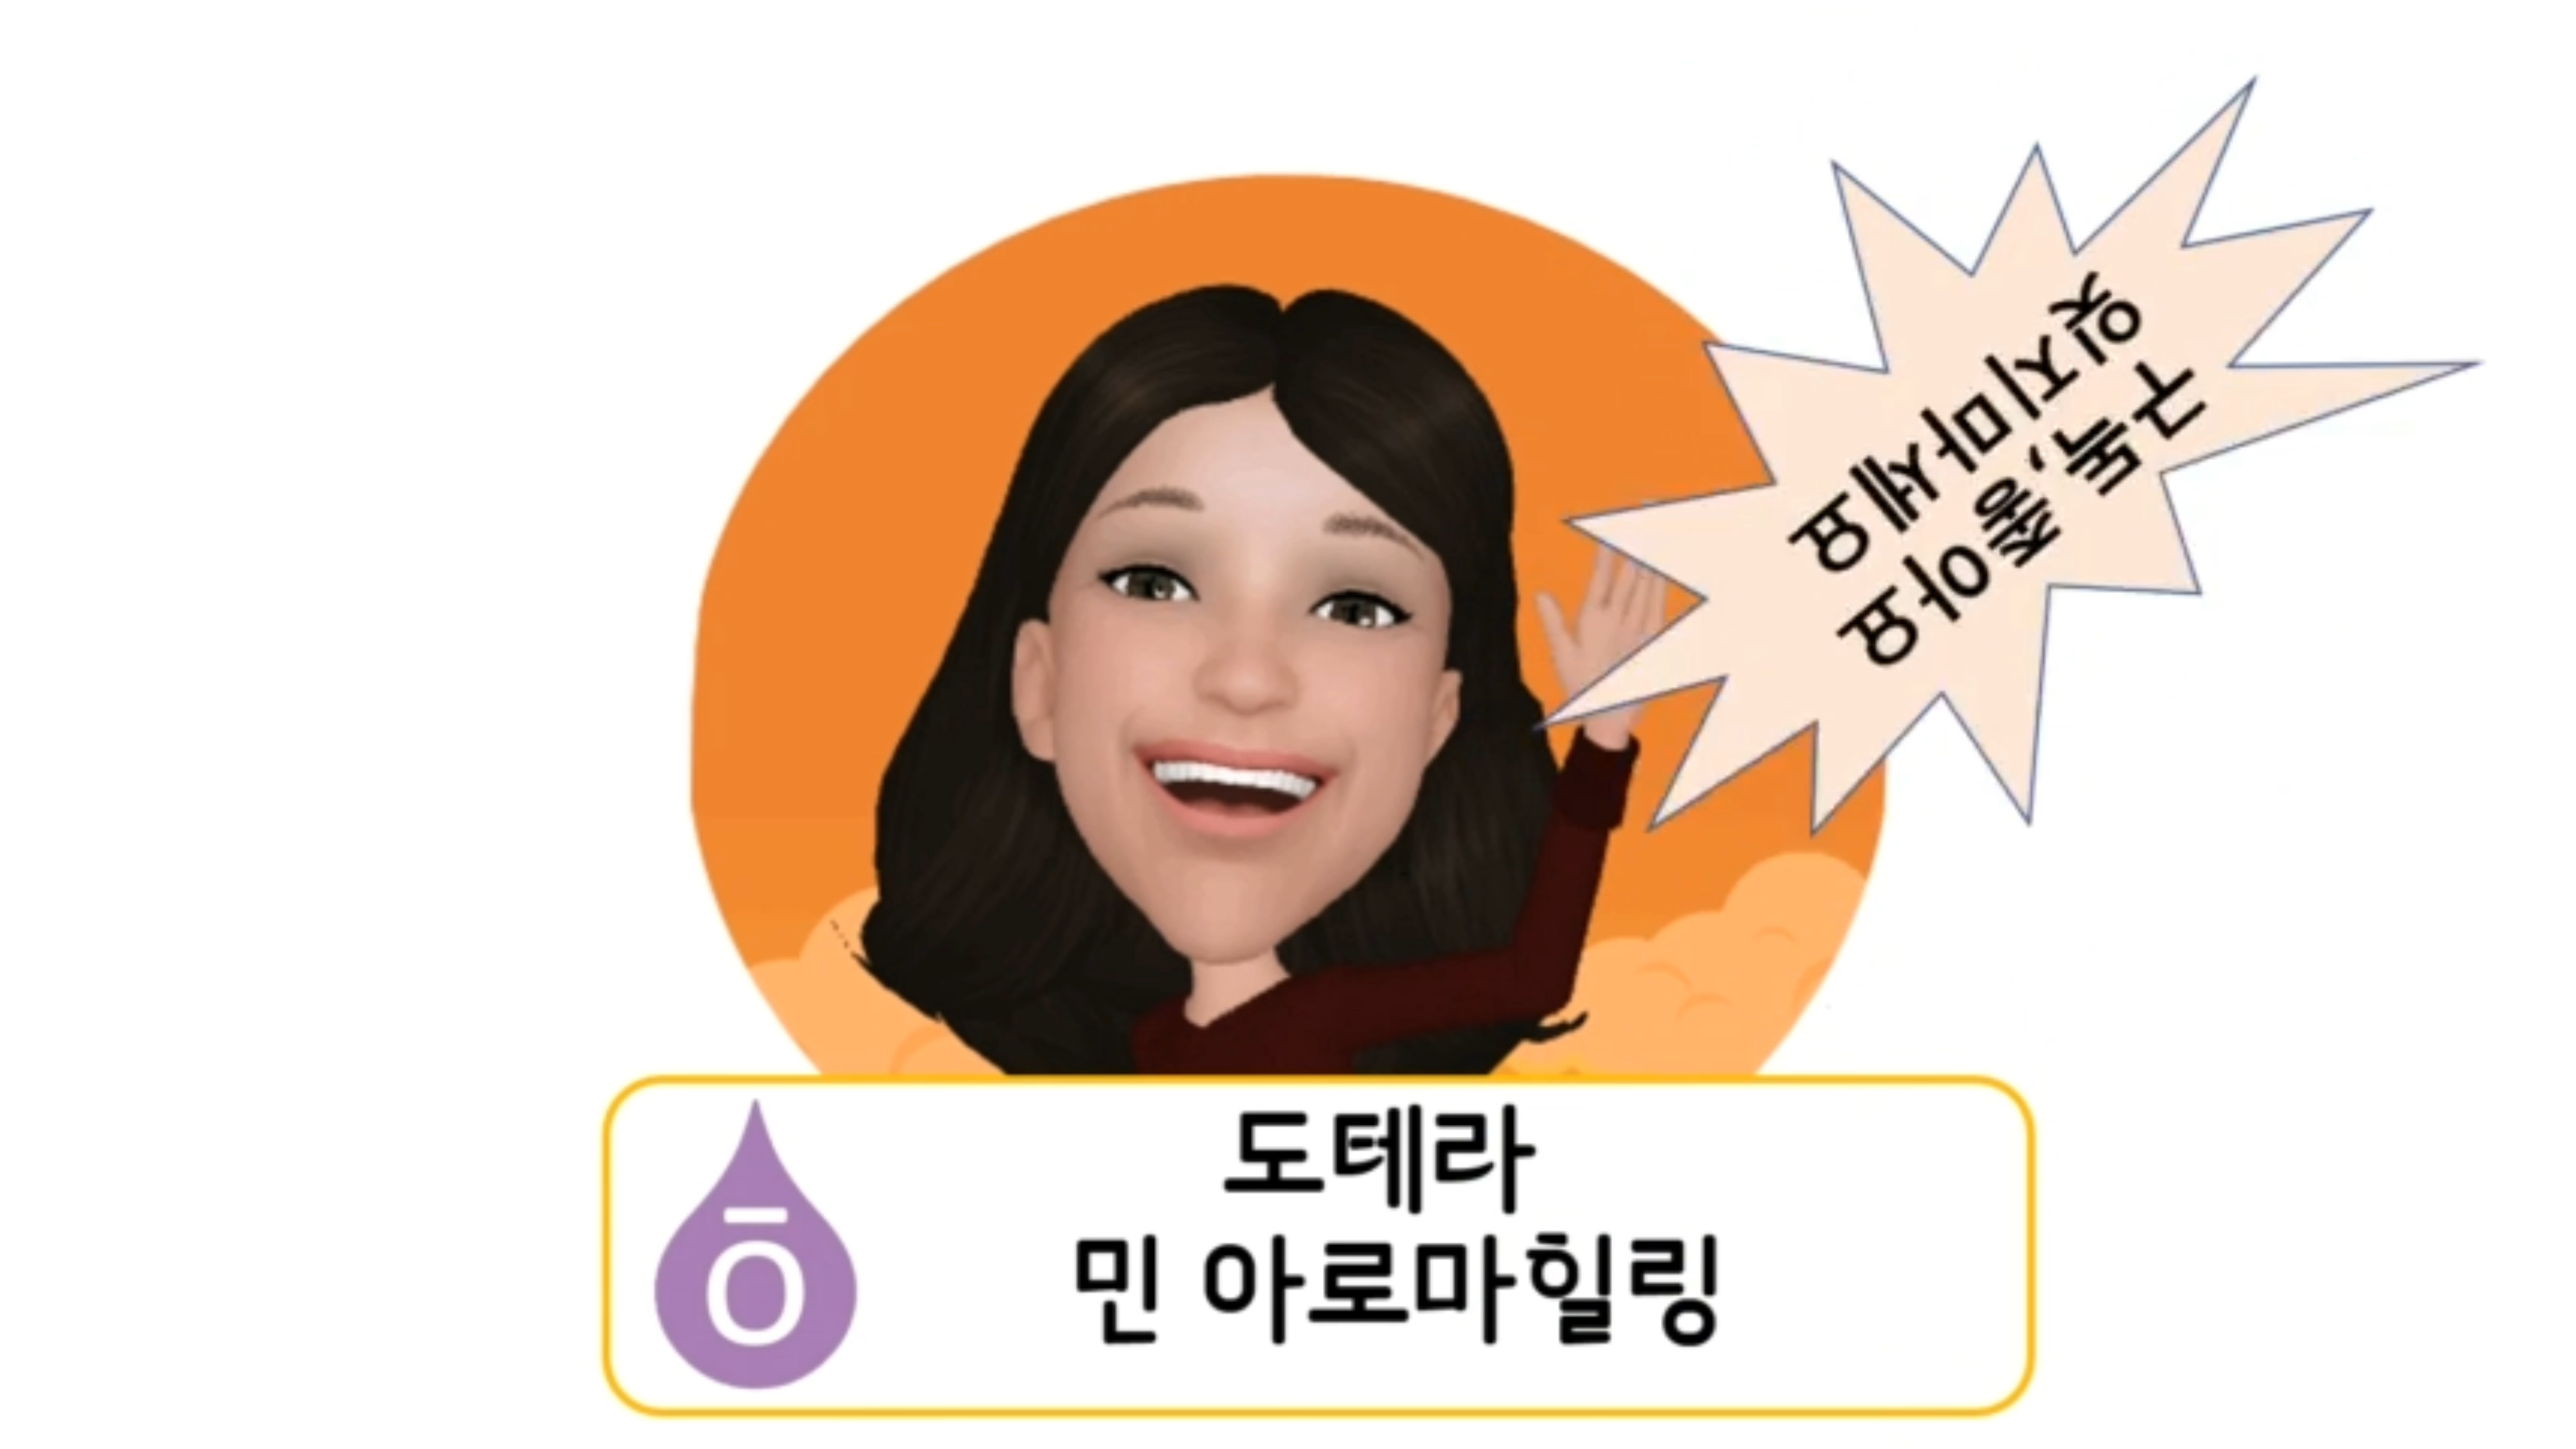 구독,좋아요
잊지마세요
ō
도테라
민 아로마힐링